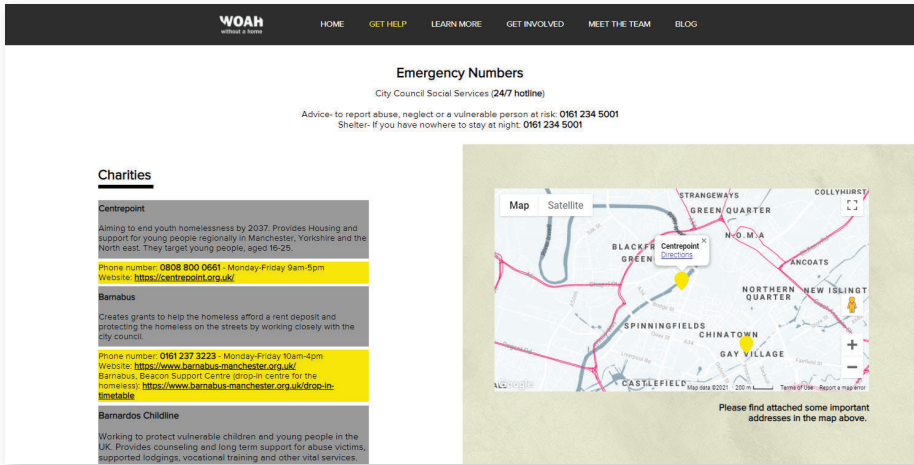 WOAH
without a home
HOME
GET HELP
LEARN MORE
GET INVOLVED
MEET THE TEAM
BLOG
Emergency Numbers
City Council Social Services (24/7 hotline)
Advice- to report abuse, neglect or a vulnerable person at risk: 0161 234 5001
Shelter- If you have nowhere to stay at night: 0161 234 5001
Charities
Centrepoint
Aiming to end youth homelessness by 2037. Provides Housing and
support for young people regionally in Manchester, Yorkshire and the
North east. They target young people, aged 16-25.
Phone number: 0808 800 0661 - Monday-Friday 9am-5pm
Website: https://centrepoint.org.uk/
Barnabus
Creates grants to help the homeless afford a rent deposit and
protecting the homeless on the streets by working closely with the
city council.
Phone number: 0161 237 3223 - Monday-Friday 10am-4pm
Website: https://www.barnabus-manchester.org.uk/
Barnabus, Beacon Support Centre (drop-in centre for the
homeless): https://www.barnabus-manchester.org.uk/drop-in-
timetable
Barnardos Childline
Working to protect vulnerable children and young people in the
UK. Provides counseling and long term support for abuse victims,
supported lodgings, vocational training and other vital services.
Map
Satellite
STRANGEWAYS
COLLYHURST
GREEN QUARTER
N.O.M.A
BLACKFR
GREEN
Centrepoint
Directions
ANCOATS
NORTHERN
QUARTER
NEW ISLINGT
SPINNINGFIELDS
CHINATOWN
GAY VILLAGE
CASTLEFIELD
Google
Map data ©2021
200 m
Terms of Use
Report a map error
Please find attached some important
addresses in the map above.